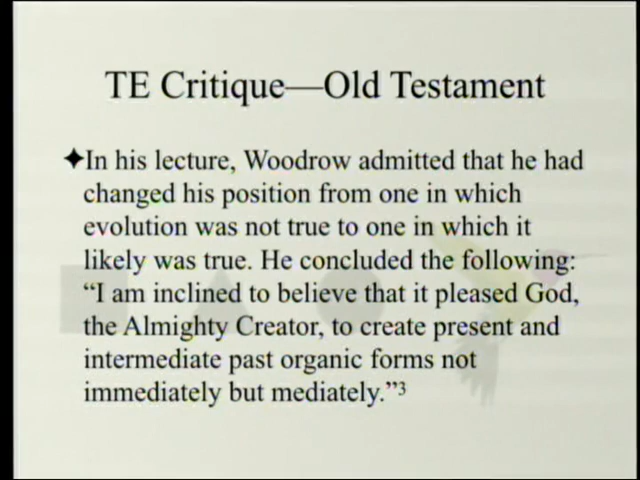 TE Critique—Old Testament
✦In his lecture, Woodrow admitted that he had
changed his position from one in which
evolution was not true to one in which it
likely was true. He concluded the following:
“I am inclined to believe that it pleased God,
the Almighty Creator, to create present and
intermediate past organic forms not
immediately but mediately.”³